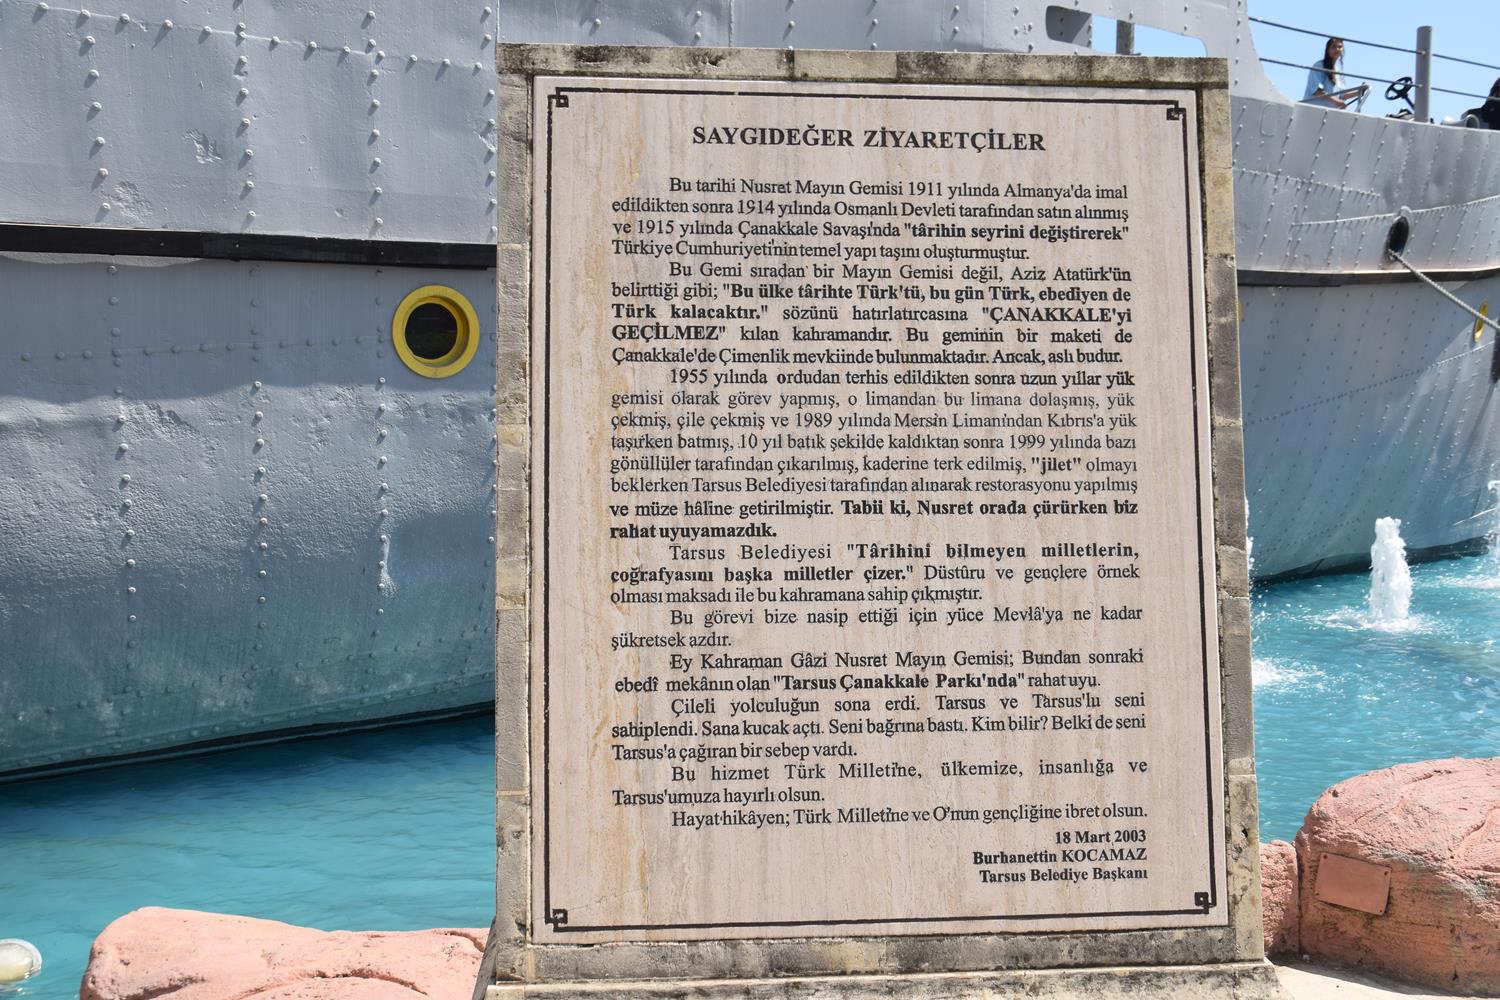 SAYGIDEĞER ZİYARETÇİLER
Bu tarihi Nusret Mayın Gemisi 1911 yılında Almanya'da imal
edildikten sonra 1914 yılında Osmanlı Devleti tarafından satın alınmış
ve 1915 yılında Çanakkale Savaşı'nda "târihin seyrini değiştirerek"
Türkiye Cumhuriyeti'nin temel yapı taşını oluşturmuştur.
Bu Gemi sıradan bir Mayın Gemisi değil, Aziz Atatürk'ün
belirttiği gibi; "Bu ülke târihte Türk'tü, bu gün Türk, ebediyen de
Türk kalacaktır." sözünü hatırlatırcasına "ÇANAKKALE'yi
GEÇİLMEZ" kılan kahramandır. Bu geminin bir maketi de
Çanakkale'de Çimenlik mevkiinde bulunmaktadır. Ancak, aslı budur.
1955 yılında ordudan terhis edildikten sonra uzun yıllar yük
gemisi olarak görev yapmış, o limandan bu limana dolaşmış, yük
çekmiş, çile çekmiş ve 1989 yılında Mersin Limanı'ndan Kıbrıs'a yük
taşırken batmış, 10 yıl batık şekilde kaldıktan sonra 1999 yılında bazı
gönüllüler tarafından çıkarılmış, kaderine terk edilmiş, "jilet" olmayı
beklerken Tarsus Belediyesi tarafından alınarak restorasyonu yapılmış
ve müze hâline getirilmiştir. Tabii ki, Nusret orada çürürken biz
rahat uyuyamazdık.
Tarsus Belediyesi "Târihini bilmeyen milletlerin,
coğrafyasını başka milletler çizer." Düstûru ve gençlere örnek
olması maksadı ile bu kahramana sahip çıkmıştır.
Bu görevi bize nasip ettiği için yüce Mevlâ'ya ne kadar
şükretsek azdır.
Ey Kahraman Gâzi Nusret Mayın Gemisi; Bundan sonraki
ebedî mekânın olan "Tarsus Çanakkale Parkı'nda" rahat uyu.
Çileli yolculuğun sona erdi. Tarsus ve Tarsus'lu seni
sahiplendi. Sana kucak açtı. Seni bağrına bastı. Kim bilir? Belki de seni
Tarsus'a çağıran bir sebep vardı.
Bu hizmet Türk Milleti'ne, ülkemize, insanlığa ve
Tarsus'umuza hayırlı olsun.
Hayat hikâyen; Türk Milleti'ne ve O'nun gençliğine ibret olsun.
18 Mart 2003
Burhanettin KOCAMAZ
Tarsus Belediye Başkanı